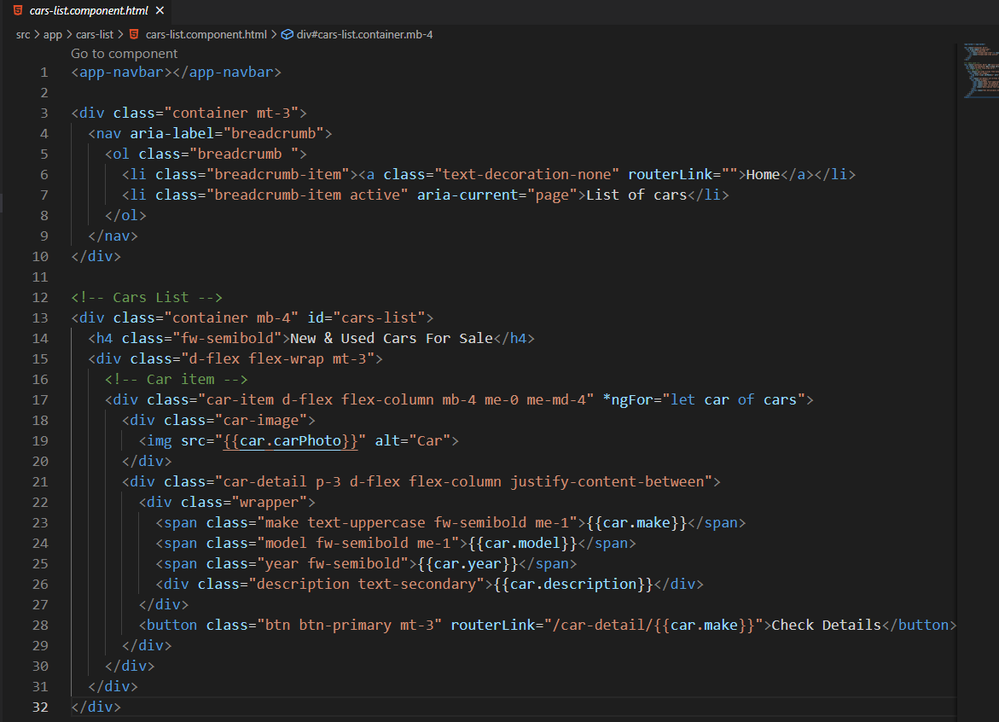 cars-list.component.html ×
src > app > cars-list > cars-list.component.html > div#cars-list.container.mb-4
Go to component
1 <app-navbar></app-navbar>
2
3 <div class="container mt-3">
4 <nav aria-label="breadcrumb">
5 <ol class="breadcrumb ">
6 <li class="breadcrumb-item"><a class="text-decoration-none" routerLink="">Home</a></li>
7 <li class="breadcrumb-item active" aria-current="page">List of cars</li>
8 </ol>
9 </nav>
10 </div>
11
12 <!-- Cars List -->
13 <div class="container mb-4" id="cars-list">
14 <h4 class="fw-semibold">New & Used Cars For Sale</h4>
15 <div class="d-flex flex-wrap mt-3">
16 <!-- Car item -->
17 <div class="car-item d-flex flex-column mb-4 me-0 me-md-4" *ngFor="let car of cars">
18 <div class="car-image">
19 <img src="{{car.carPhoto}}" alt="Car">
20 </div>
21 <div class="car-detail p-3 d-flex flex-column justify-content-between">
22 <div class="wrapper">
23 <span class="make text-uppercase fw-semibold me-1">{{car.make}}</span>
24 <span class="model fw-semibold me-1">{{car.model}}</span>
25 <span class="year fw-semibold">{{car.year}}</span>
26 <div class="description text-secondary">{{car.description}}</div>
27 </div>
28 <button class="btn btn-primary mt-3" routerLink="/car-detail/{{car.make}}">Check Details</button>
29 </div>
30 </div>
31 </div>
32 </div>